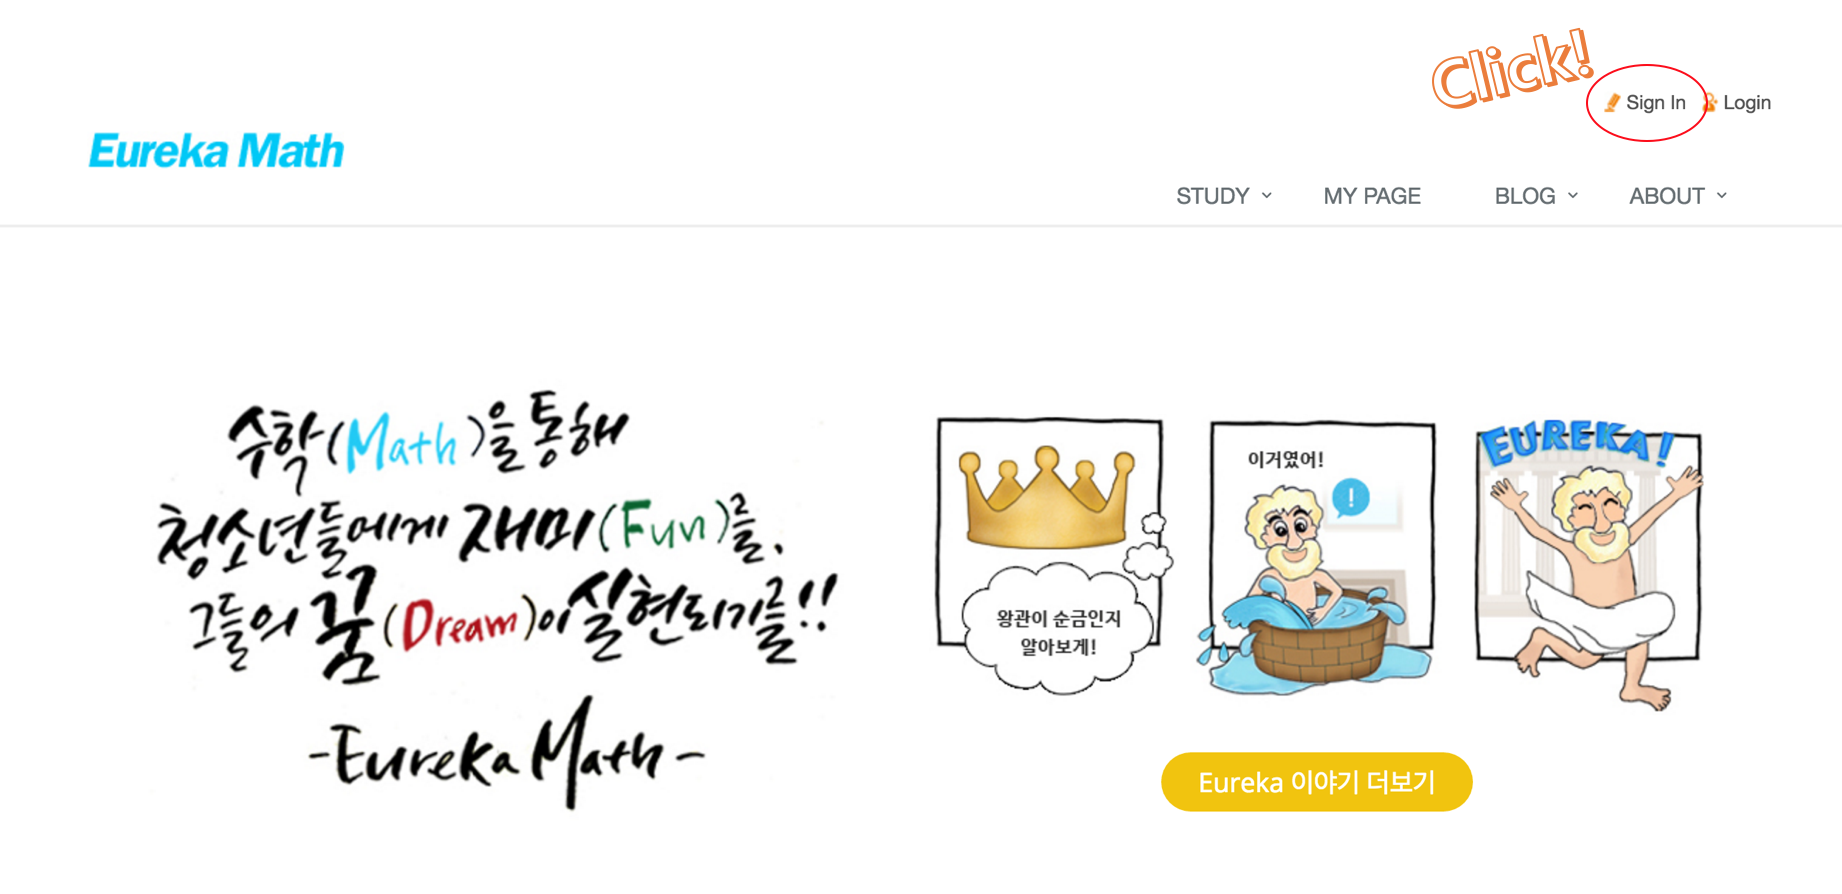 Click!
Sign In
Login
Eureka Math
STUDY
MY PAGE
BLOG
ABOUT
수학(Math)을 통해
청소년들에게 재미(Fun)를,
그들의 꿈(Dream)이 실현되기를!!
-Eureka Math-
왕관이 순금인지
알아보게!
이거였어!
!
EUREKA!
Eureka 이야기 더보기